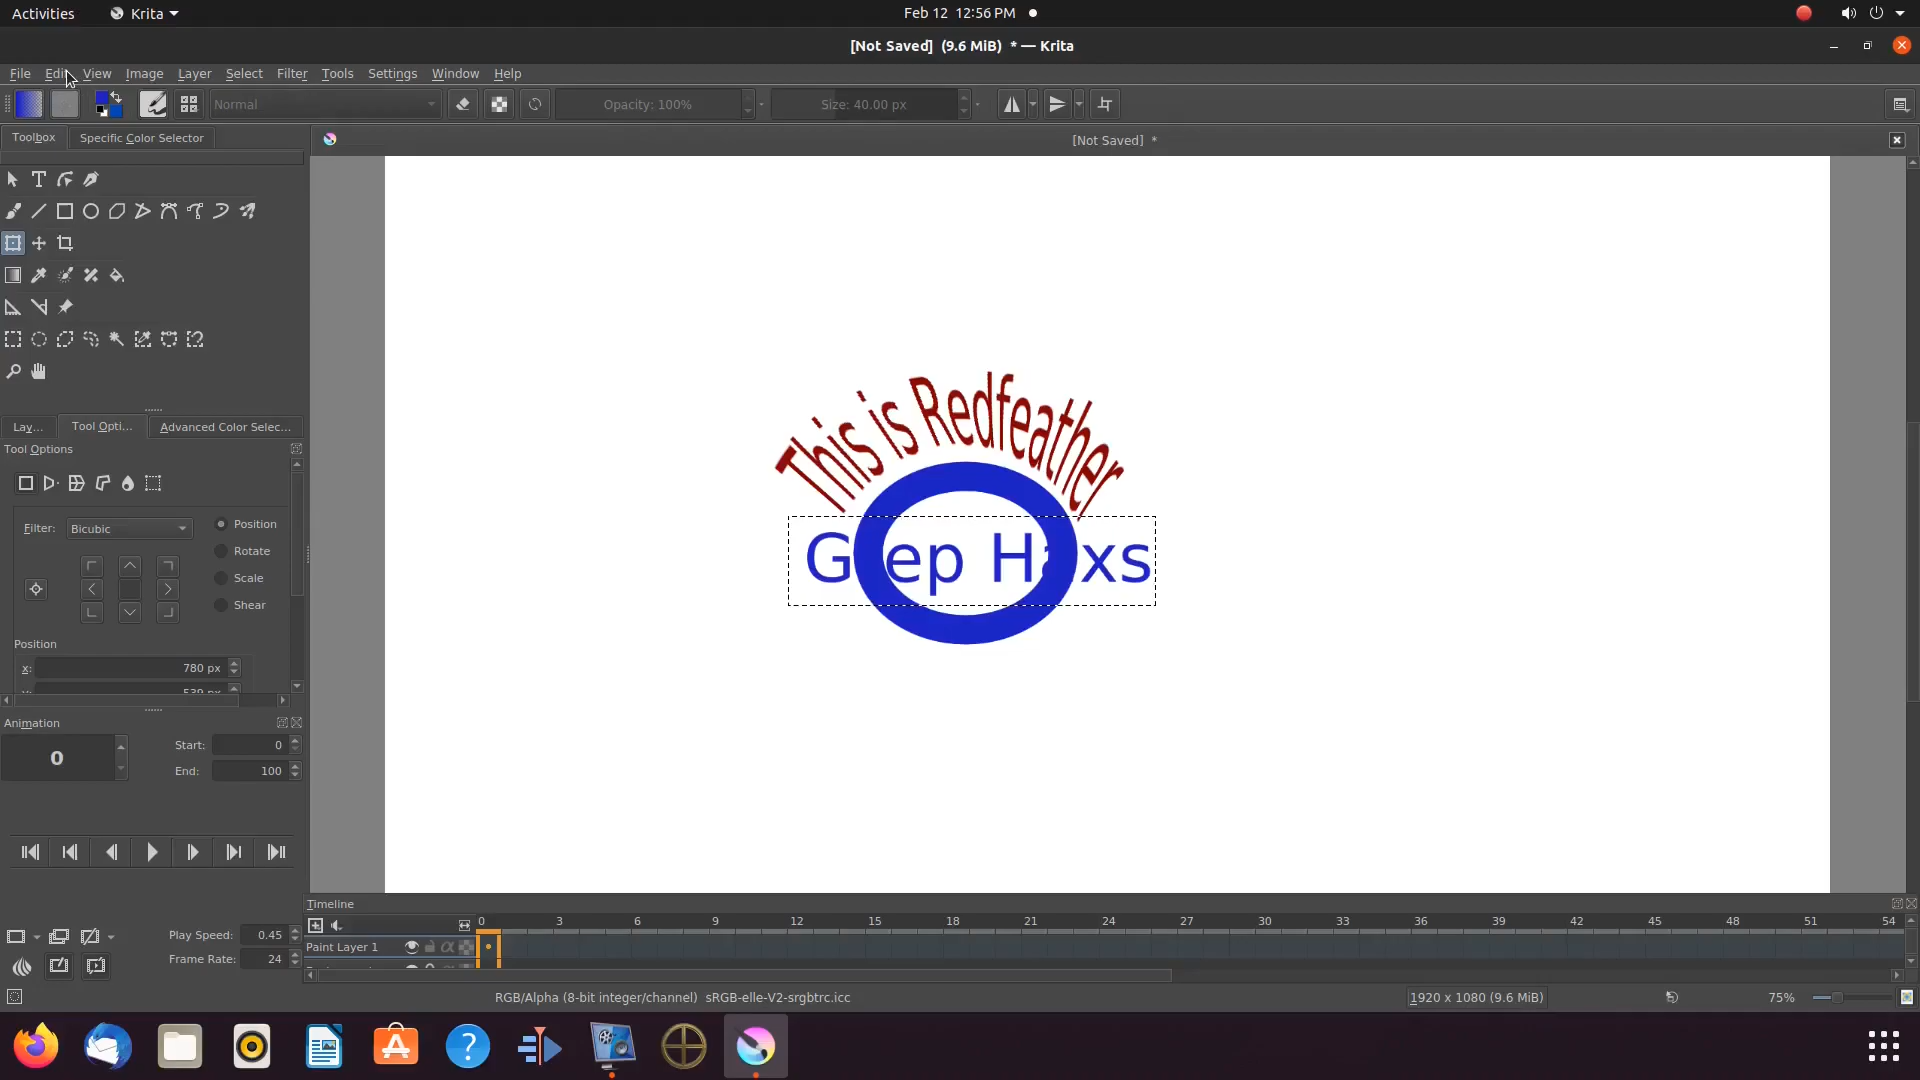 Activities
Krita
Feb 12 12:56 PM
[Not Saved] (9.6 MiB) * — Krita
File Edit View Image Layer Select Filter Tools Settings Window Help
Normal
Opacity: 100%
Size: 40.00 px
Toolbox
Specific Color Selector
[Not Saved] *
This is Redfeather
ep H xs
Lay...
Tool Opti...
Advanced Color Selec...
Tool Options
Filter:
Bicubic
Position
Rotate
Scale
Shear
Position
x:
780 px
Animation
0
Start:
0
End:
100
Play Speed:
0.45
Frame Rate:
24
Timeline
0 3 6 9 12 15 18 21 24 27 30 33 36 39 42 45 48 51 54
Paint Layer 1
RGB/Alpha (8-bit integer/channel) sRGB-elle-V2-srgbtrc.icc
1920 x 1080 (9.6 MiB)
75%